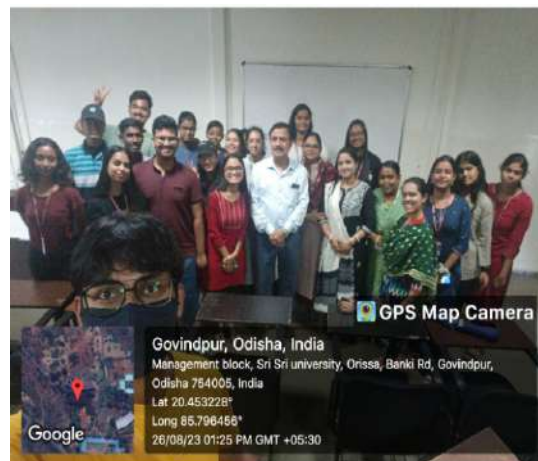 GPS Map Camera
Govindpur, Odisha, India
Management block, Sri Sri university, Orissa, Banki Rd, Govindpur,
Odisha 754005, India
Lat 20.453228°
Long 85.796456°
26/08/23 01:25 PM GMT +05:30
Google